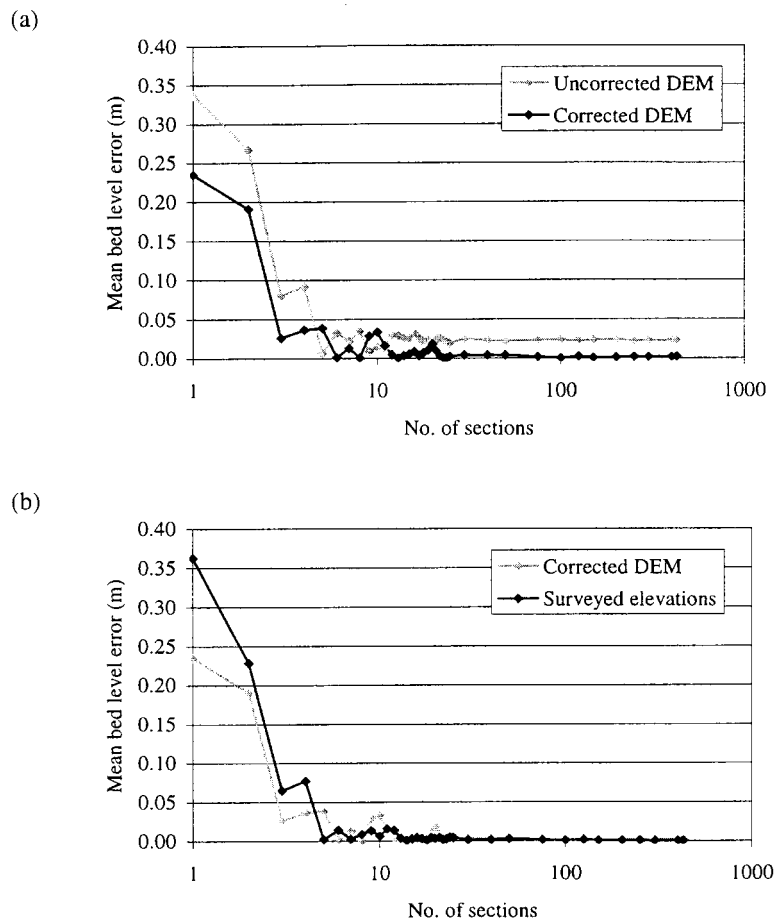 (a)
0.40
0.35
0.30
0.25
0.20
0.15
0.10
0.05
0.00
Mean bed level error (m)
Uncorrected DEM
Corrected DEM
1
10
100
1000
No. of sections
(b)
0.40
0.35
0.30
0.25
0.20
0.15
0.10
0.05
0.00
Mean bed level error (m)
Corrected DEM
Surveyed elevations
1
10
100
1000
No. of sections